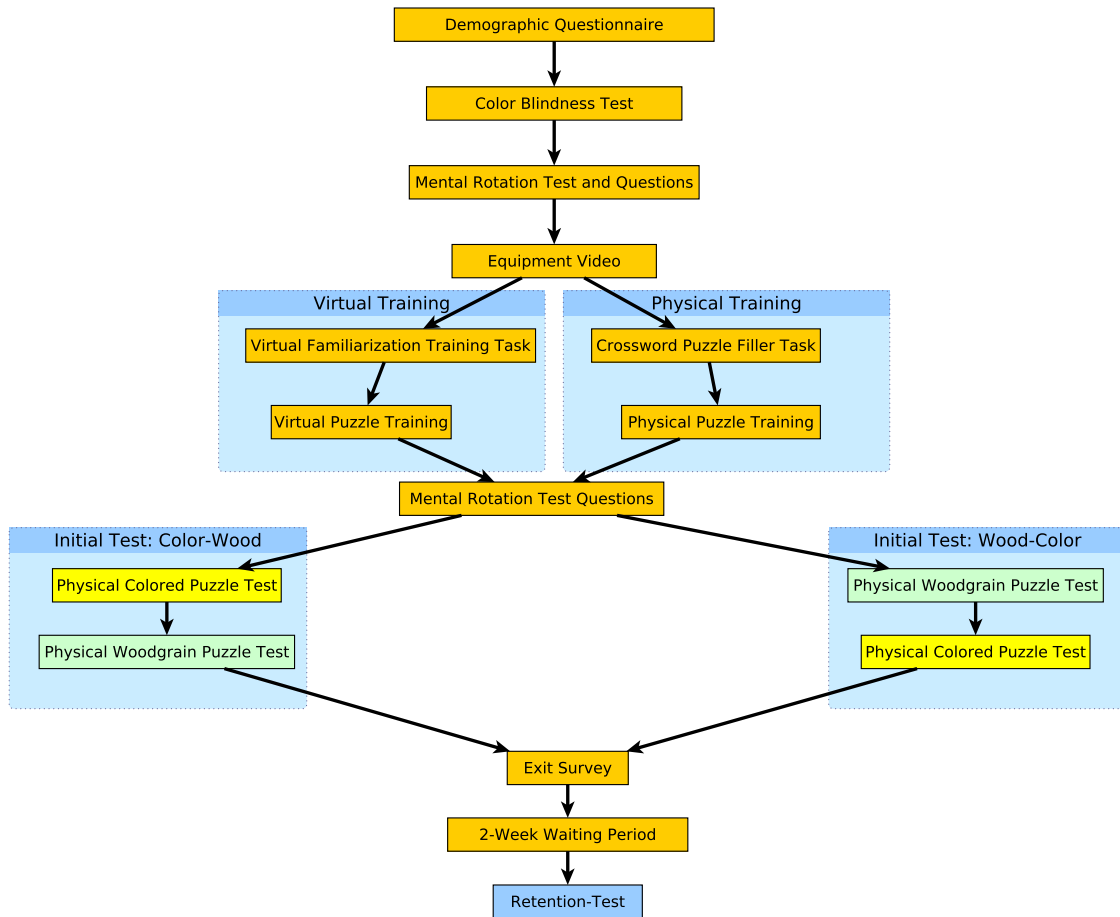 Demographic Questionnaire
Color Blindness Test
Mental Rotation Test and Questions
Equipment Video
Virtual Training
Virtual Familiarization Training Task
Virtual Puzzle Training
Physical Training
Crossword Puzzle Filler Task
Physical Puzzle Training
Mental Rotation Test Questions
Initial Test: Color-Wood
Physical Colored Puzzle Test
Physical Woodgrain Puzzle Test
Initial Test: Wood-Color
Physical Woodgrain Puzzle Test
Physical Colored Puzzle Test
Exit Survey
2-Week Waiting Period
Retention-Test